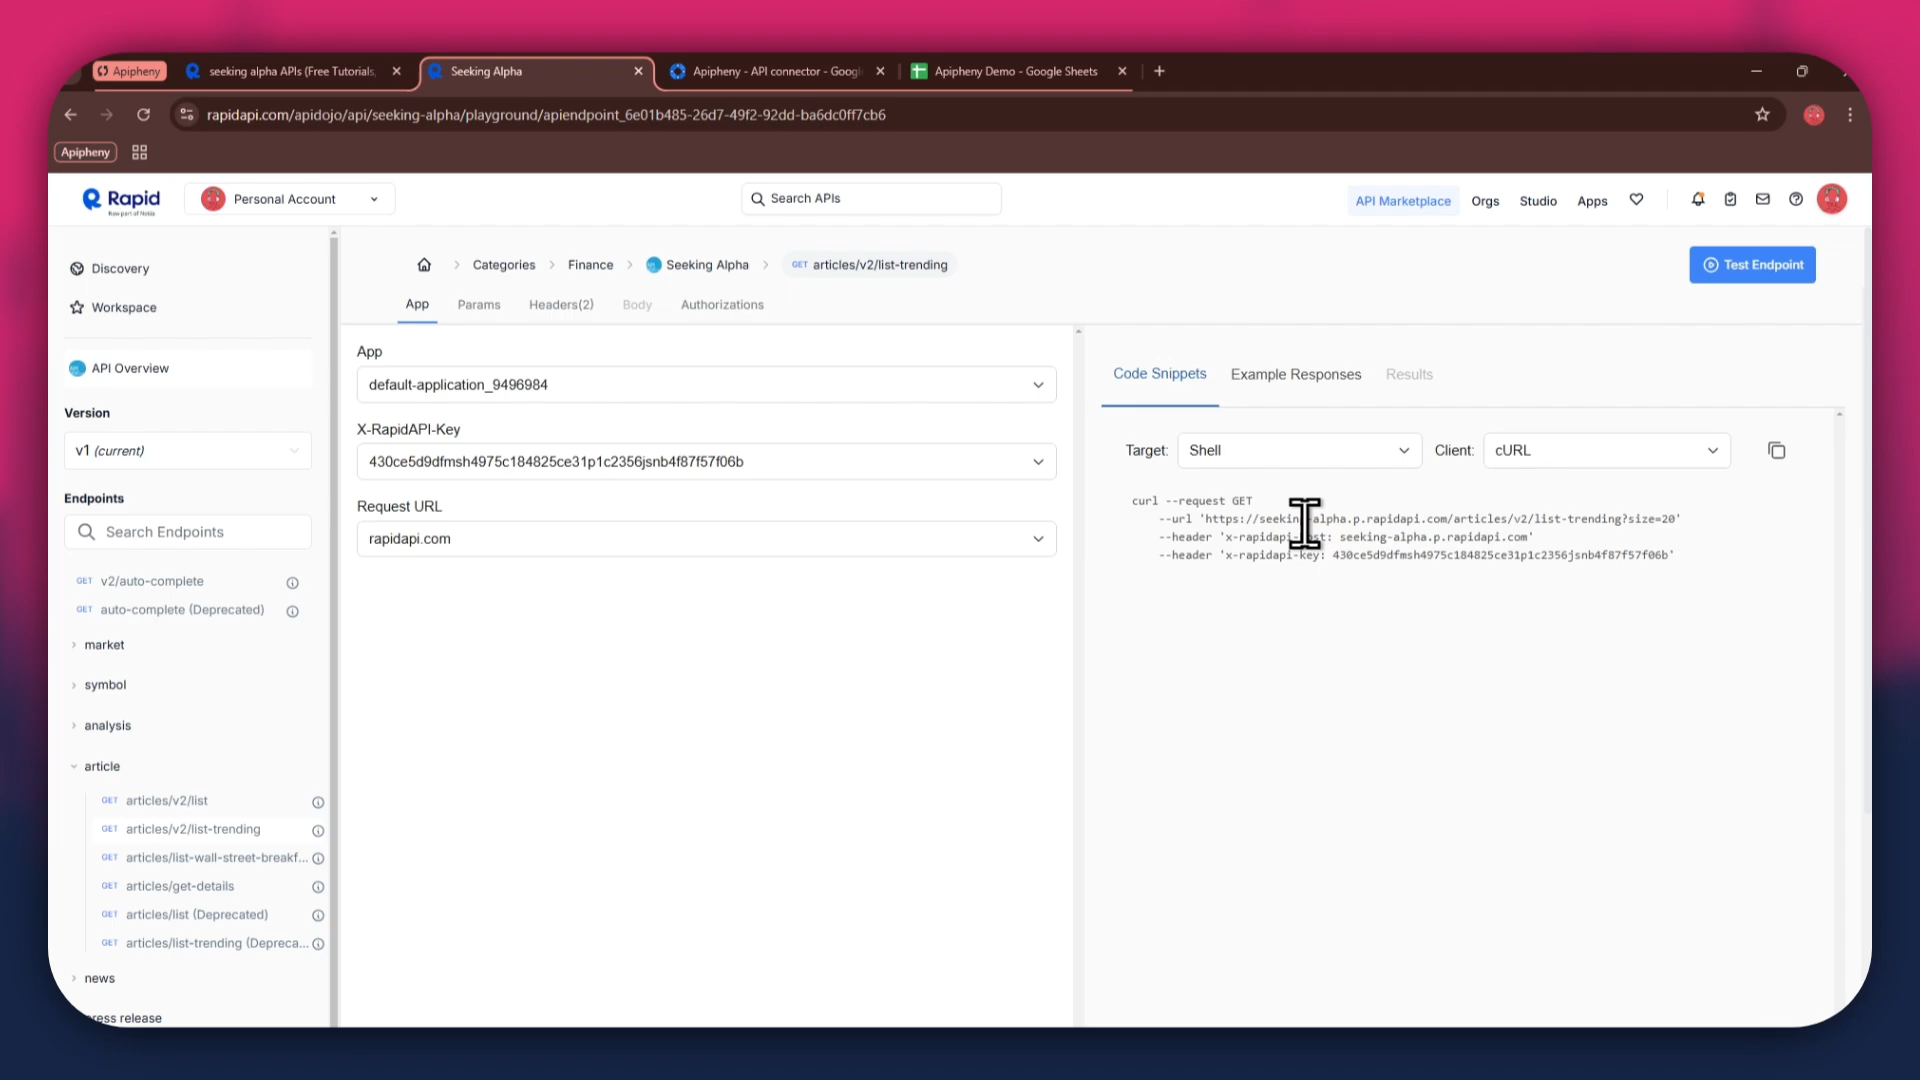 Apipheny
seeking alpha APIs (Free Tutorials,
Seeking Alpha
Apipheny - API connector - Googl
Apipheny Demo - Google Sheets
rapidapi.com/apidojo/api/seeking-alpha/playground/apiendpoint_6e01b485-26d7-49f2-92dd-ba6dc0ff7cb6
Apipheny
Rapid
Now part of Nokia
Personal Account
Search APIs
API Marketplace
Orgs
Studio
Apps
Discovery
Workspace
API Overview
Version
v1 (current)
Endpoints
Search Endpoints
GET v2/auto-complete
GET auto-complete (Deprecated)
market
symbol
analysis
article
GET articles/v2/list
GET articles/v2/list-trending
GET articles/list-wall-street-breakf...
GET articles/get-details
GET articles/list (Deprecated)
GET articles/list-trending (Depreca...
news
press release
Categories > Finance > Seeking Alpha > GET articles/v2/list-trending
Test Endpoint
App
Params
Headers(2)
Body
Authorizations
App
default-application_9496984
X-RapidAPI-Key
430ce5d9dfmsh4975c184825ce31p1c2356jsnb4f87f57f06b
Request URL
rapidapi.com
Code Snippets
Example Responses
Results
Target: Shell
Client: cURL
curl --request GET
--url 'https://seeking-alpha.p.rapidapi.com/articles/v2/list-trending?size=20'
--header 'x-rapidapi-host: seeking-alpha.p.rapidapi.com'
--header 'x-rapidapi-key: 430ce5d9dfmsh4975c184825ce31p1c2356jsnb4f87f57f06b'